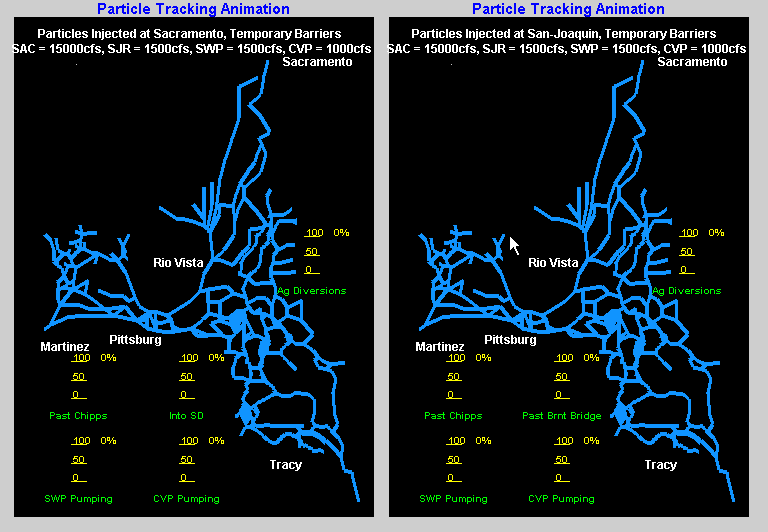 Particle Tracking Animation
Particles Injected at Sacramento, Temporary Barriers
SAC = 15000cfs, SJR = 1500cfs, SWP = 1500cfs, CVP = 1000cfs
Sacramento
100 0%
50
0
Rio Vista
Ag Diversions
Pittsburg
Martinez
100 0%
50
0
Past Chipps
100 0%
50
0
Into SD
100 0%
50
0
SWP Pumping
100 0%
50
0
CVP Pumping
Tracy
Particle Tracking Animation
Particles Injected at San-Joaquin, Temporary Barriers
SAC = 15000cfs, SJR = 1500cfs, SWP = 1500cfs, CVP = 1000cfs
Sacramento
100 0%
50
0
Rio Vista
Ag Diversions
Pittsburg
Martinez
100 0%
50
0
Past Chipps
100 0%
50
0
Past Brnt Bridge
100 0%
50
0
SWP Pumping
100 0%
50
0
CVP Pumping
Tracy